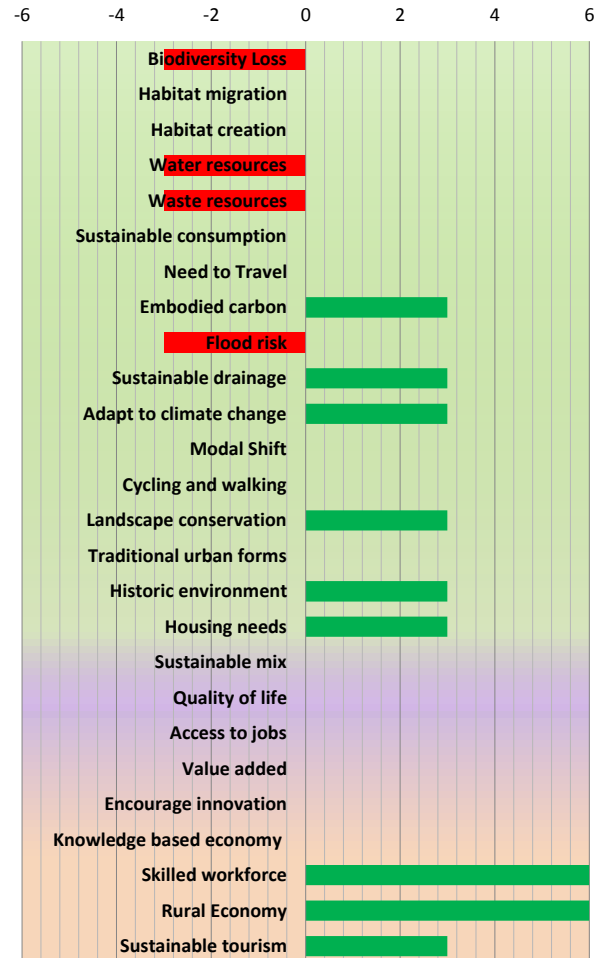 -6 -4 -2 0 2 4 6
Biodiversity Loss
Habitat migration
Habitat creation
Water resources
Waste resources
Sustainable consumption
Need to Travel
Embodied carbon
Flood risk
Sustainable drainage
Adapt to climate change
Modal Shift
Cycling and walking
Landscape conservation
Traditional urban forms
Historic environment
Housing needs
Sustainable mix
Quality of life
Access to jobs
Value added
Encourage innovation
Knowledge based economy
Skilled workforce
Rural Economy
Sustainable tourism